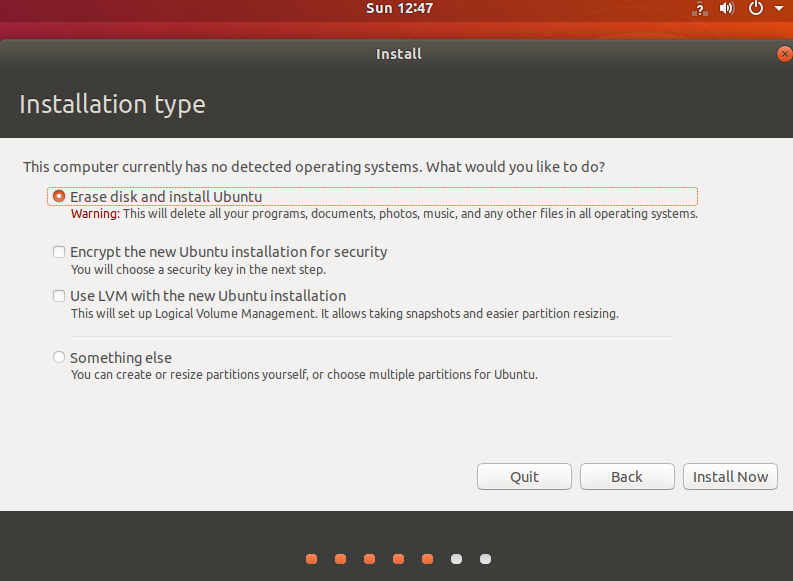 Sun 12:47
?
Install
Installation type
This computer currently has no detected operating systems. What would you like to do?
Erase disk and install Ubuntu
Warning: This will delete all your programs, documents, photos, music, and any other files in all operating systems.
Encrypt the new Ubuntu installation for security
You will choose a security key in the next step.
Use LVM with the new Ubuntu installation
This will set up Logical Volume Management. It allows taking snapshots and easier partition resizing.
Something else
You can create or resize partitions yourself, or choose multiple partitions for Ubuntu.
Quit Back Install Now